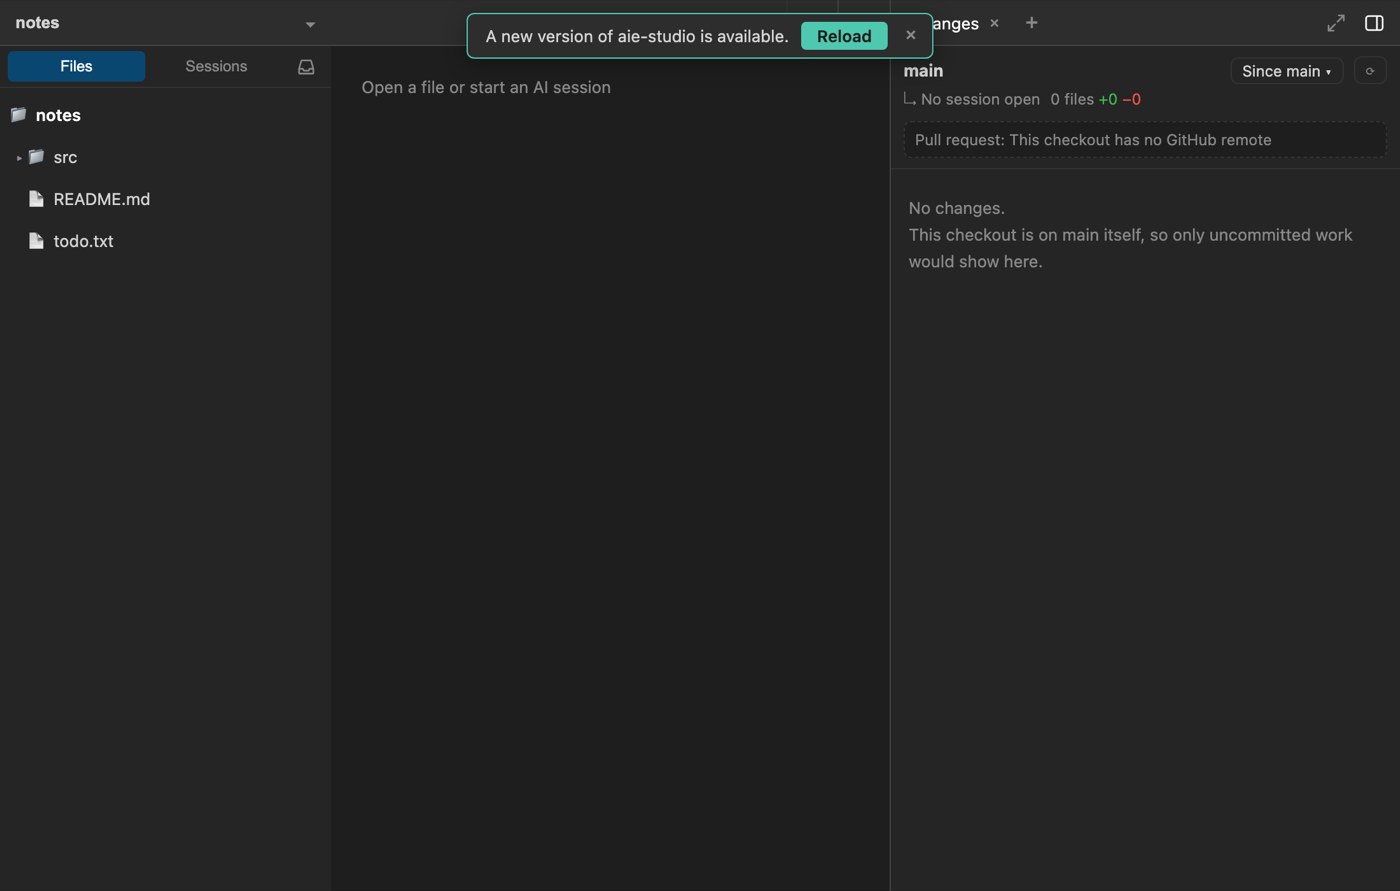 notes
A new version of aie-studio is available. Reload
anges
Files
Sessions
notes
src
README.md
todo.txt
Open a file or start an AI session
main
Since main
No session open 0 files +0 −0
Pull request: This checkout has no GitHub remote
No changes.
This checkout is on main itself, so only uncommitted work
would show here.